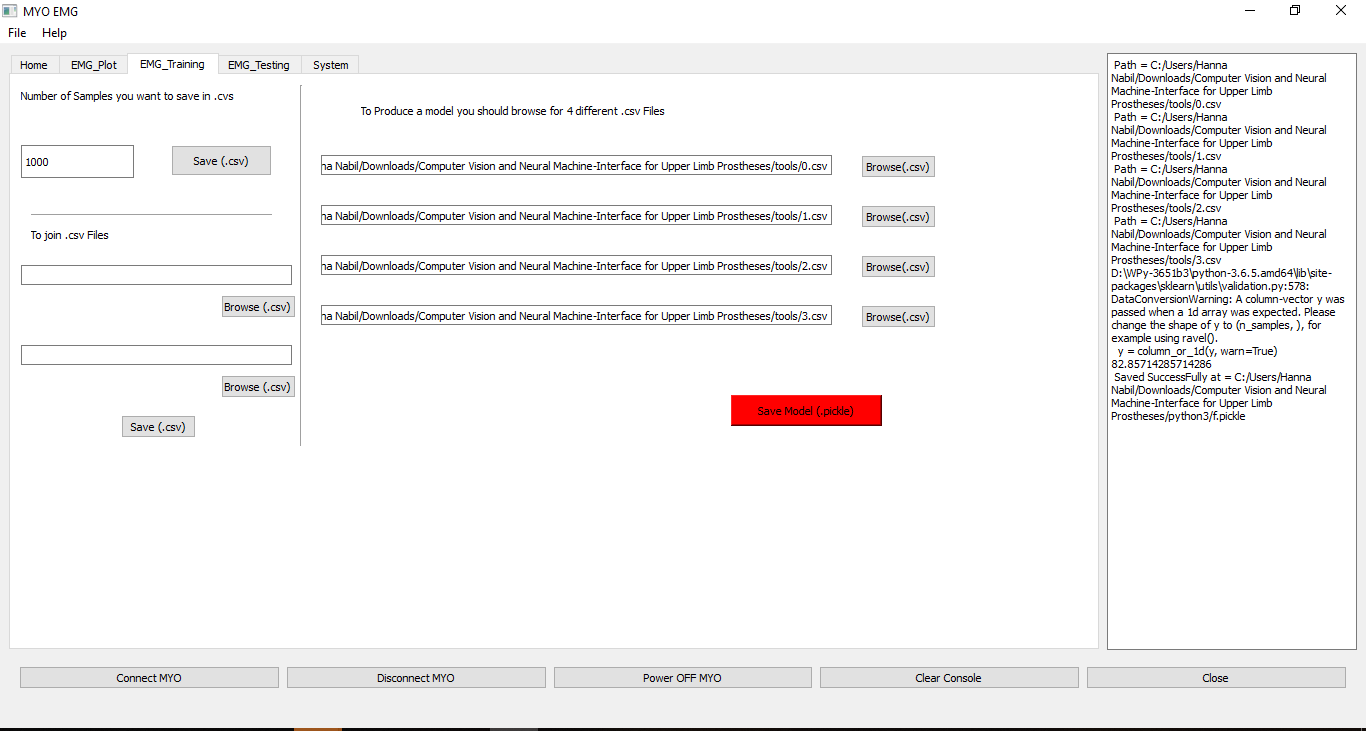 MYO EMG
File Help
Home EMG_Plot EMG_Training EMG_Testing System
Number of Samples you want to save in .cvs
1000
Save (.csv)
To join .csv Files
Browse (.csv)
Browse (.csv)
Save (.csv)
To Produce a model you should browse for 4 different .csv Files
na Nabil/Downloads/Computer Vision and Neural Machine-Interface for Upper Limb Prostheses/tools/0.csv
Browse(.csv)
na Nabil/Downloads/Computer Vision and Neural Machine-Interface for Upper Limb Prostheses/tools/1.csv
Browse(.csv)
na Nabil/Downloads/Computer Vision and Neural Machine-Interface for Upper Limb Prostheses/tools/2.csv
Browse(.csv)
na Nabil/Downloads/Computer Vision and Neural Machine-Interface for Upper Limb Prostheses/tools/3.csv
Browse(.csv)
Save Model (.pickle)
Path = C:/Users/Hanna
Nabil/Downloads/Computer Vision and Neural
Machine-Interface for Upper Limb
Prostheses/tools/0.csv
Path = C:/Users/Hanna
Nabil/Downloads/Computer Vision and Neural
Machine-Interface for Upper Limb
Prostheses/tools/1.csv
Path = C:/Users/Hanna
Nabil/Downloads/Computer Vision and Neural
Machine-Interface for Upper Limb
Prostheses/tools/2.csv
Path = C:/Users/Hanna
Nabil/Downloads/Computer Vision and Neural
Machine-Interface for Upper Limb
Prostheses/tools/3.csv
D:\WPy-3651b3\python-3.6.5.amd64\lib\site-
packages\sklearn\utils\validation.py:578:
DataConversionWarning: A column-vector y was
passed when a 1d array was expected. Please
change the shape of y to (n_samples, ), for
example using ravel().
y = column_or_1d(y, warn=True)
82.85714285714286
Saved SuccessFully at = C:/Users/Hanna
Nabil/Downloads/Computer Vision and Neural
Machine-Interface for Upper Limb
Prostheses/python3/f.pickle
Connect MYO
Disconnect MYO
Power OFF MYO
Clear Console
Close